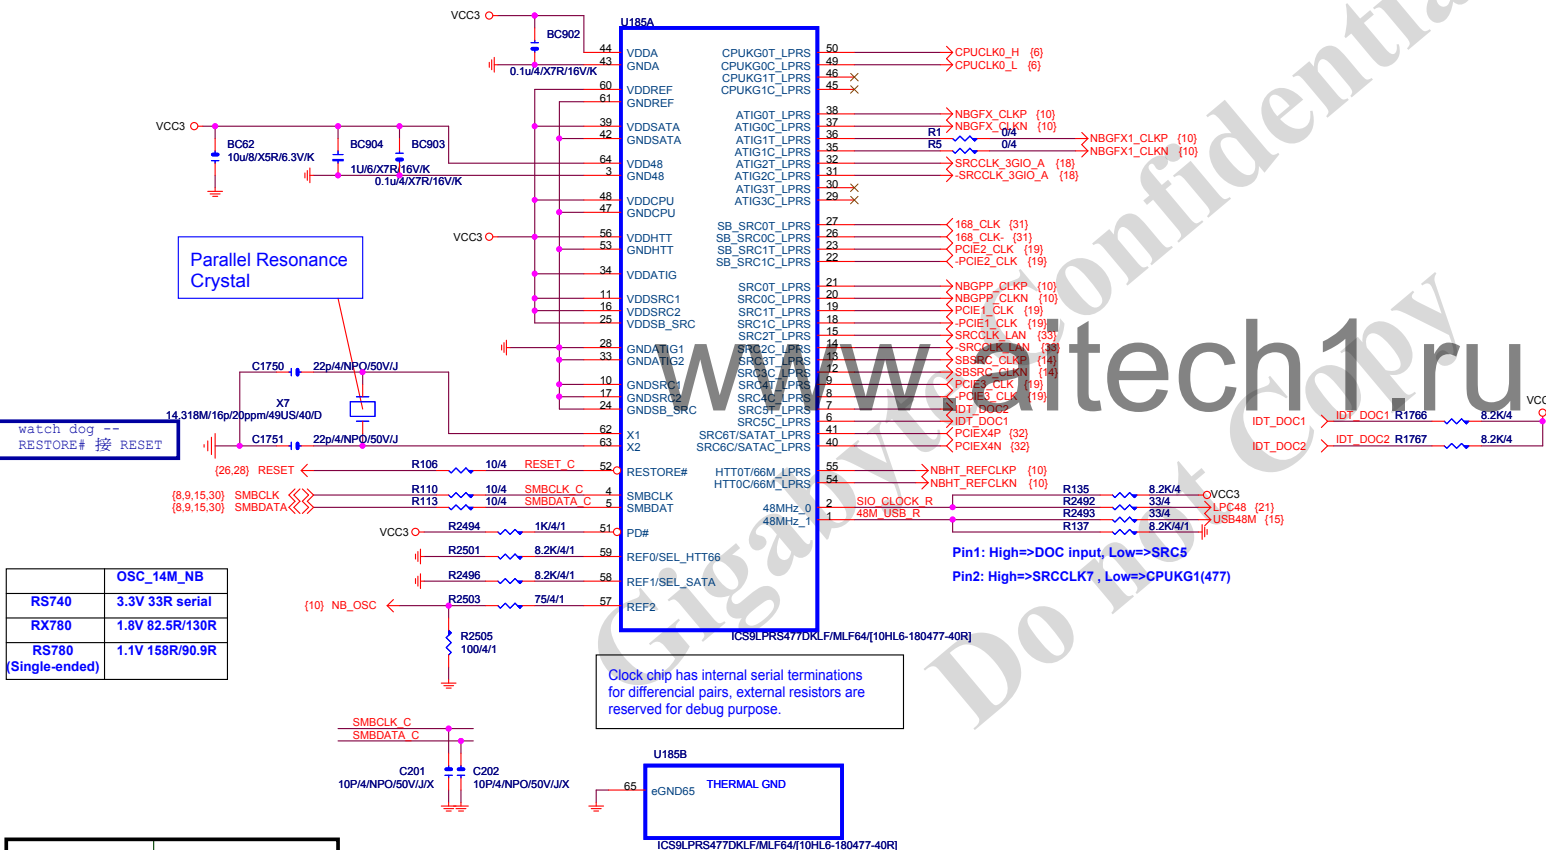 VCC3
BC902
0.1u/4/X7R/16V/K
U185A
44 VDDA
43 GNDA
60 VDDREF
61 GNDREF
39 VDDSATA
42 GNDSATA
64 VDD48
3 GND48
48 VDDCPU
47 GNDCPU
56 VDDHTT
53 GNDHTT
34 VDDATIG
11 VDDSRC1
16 VDDSRC2
25 VDDSB_SRC
28 GNDATIG1
33 GNDATIG2
10 GNDSRC1
17 GNDSRC2
24 GNDSB_SRC
62 X1
63 X2
52 RESTORE#
4 SMBCLK
5 SMBDAT
51 PD#
59 REF0/SEL_HTT66
58 REF1/SEL_SATA
57 REF2
CPUKG0T_LPRS 50 CPUCLK0_H {6}
CPUKG0C_LPRS 49 CPUCLK0_L {6}
CPUKG1T_LPRS 46
CPUKG1C_LPRS 45
ATIG0T_LPRS 38 NBGFX_CLKP {10}
ATIG0C_LPRS 37 NBGFX_CLKN {10}
ATIG1T_LPRS 36 R1 0/4 NBGFX1_CLKP {10}
ATIG1C_LPRS 35 R5 0/4 NBGFX1_CLKN {10}
ATIG2T_LPRS 32 SRCCLK_3GIO_A {18}
ATIG2C_LPRS 31 -SRCCLK_3GIO_A {18}
ATIG3T_LPRS 30
ATIG3C_LPRS 29
SB_SRC0T_LPRS 27 168_CLK {31}
SB_SRC0C_LPRS 26 168_CLK- {31}
SB_SRC1T_LPRS 23 PCIE2_CLK {19}
SB_SRC1C_LPRS 22 -PCIE2_CLK {19}
SRC0T_LPRS 21 NBGPP_CLKP {10}
SRC0C_LPRS 20 NBGPP_CLKN {10}
SRC1T_LPRS 19 PCIE1_CLK {19}
SRC1C_LPRS 18 -PCIE1_CLK {19}
SRC2T_LPRS 15 SRCCLK_LAN {33}
SRC2C_LPRS 14 -SRCCLK_LAN {33}
SRC3T_LPRS 13 SBSRC_CLKP {14}
SRC3C_LPRS 12 SBSRC_CLKN {14}
SRC4T_LPRS 9 PCIE3_CLK {19}
SRC4C_LPRS 8 -PCIE3_CLK {19}
SRC5T_LPRS 7 IDT_DOC2
SRC5C_LPRS 6 IDT_DOC1
SRC6T/SATAT_LPRS 41 PCIEX4P {32}
SRC6C/SATAC_LPRS 40 PCIEX4N {32}
HTT0T/66M_LPRS 55 NBHT_REFCLKP {10}
HTT0C/66M_LPRS 54 NBHT_REFCLKN {10}
48MHz_0 2 SIO_CLOCK_R
48MHz_1 1 48M_USB_R
R135 8.2K/4 VCC3
R2492 33/4 LPC48 {21}
R2493 33/4 USB48M {15}
R137 8.2K/4/1
Pin1: High=>DOC input, Low=>SRC5
Pin2: High=>SRCCLK7 , Low=>CPUKG1(477)
IDT_DOC1 IDT_DOC1 R1766 8.2K/4 VCC
IDT_DOC2 IDT_DOC2 R1767 8.2K/4
VCC3
BC62
10u/8/X5R/6.3V/K
BC904
1U/6/X7R/16V/K
BC903
0.1u/4/X7R/16V/K
VCC3
Parallel Resonance
Crystal
C1750 22p/4/NPO/50V/J
X7
14.318M/16p/20ppm/49US/40/D
C1751 22p/4/NPO/50V/J
watch dog --
RESTORE# 接 RESET
{26,28} RESET R106 10/4 RESET_C
{8,9,15,30} SMBCLK R110 10/4 SMBCLK_C
{8,9,15,30} SMBDATA R113 10/4 SMBDATA_C
VCC3 R2494 1K/4/1
R2501 8.2K/4/1
R2496 8.2K/4/1
{10} NB_OSC R2503 75/4/1
R2505
100/4/1
OSC_14M_NB
RS740 3.3V 33R serial
RX780 1.8V 82.5R/130R
RS780 1.1V 158R/90.9R
(Single-ended)
ICS9LPRS477DKLF/MLF64/[10HL6-180477-40R]
Clock chip has internal serial terminations
for differencial pairs, external resistors are
reserved for debug purpose.
SMBCLK_C
SMBDATA_C
C201
10P/4/NPO/50V/J/X
C202
10P/4/NPO/50V/J/X
U185B
65 eGND65
THERMAL GND
ICS9LPRS477DKLF/MLF64/[10HL6-180477-40R]
Gigabyte Confidential
Do not Copy
www.aitech1.ru